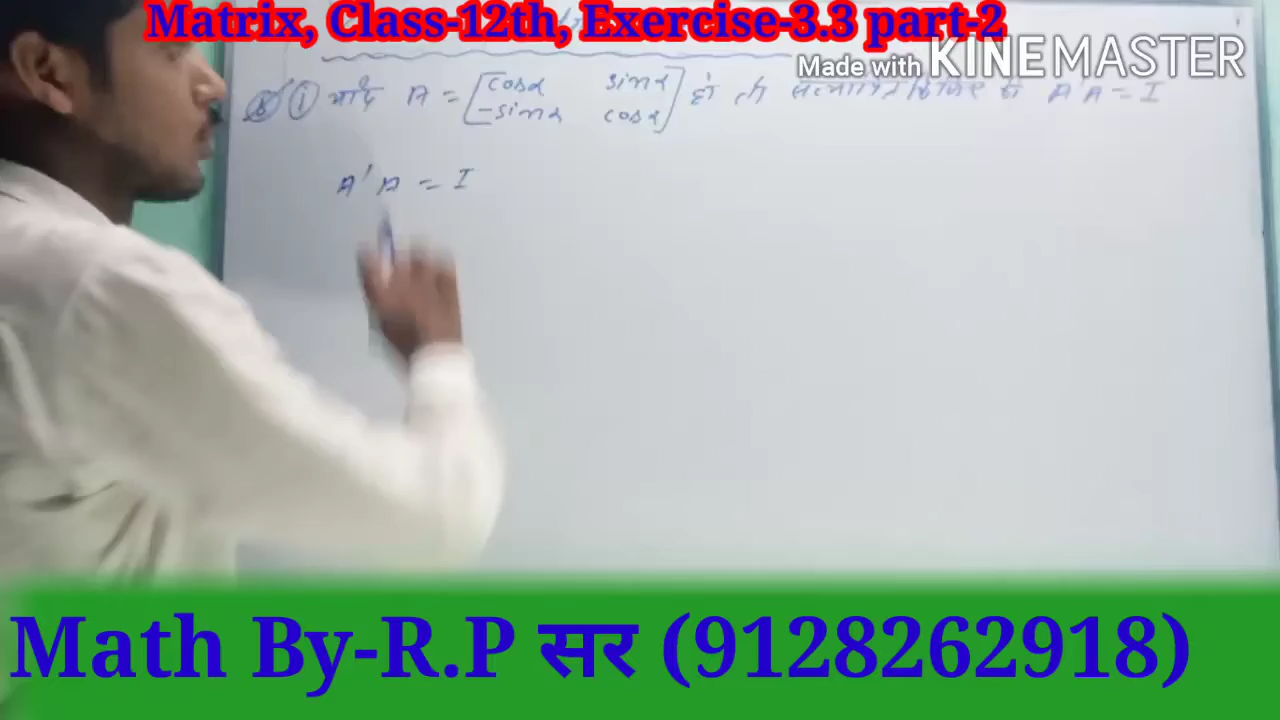 Matrix, Class-12th, Exercise-3.3 part-2
Made with KINEMASTER
(i) यदि A = [cosα sinα
-sinα cosα] हो तो सत्यापित कीजिए की A'A = I
A'A = I
Math By-R.P सर (9128262918)